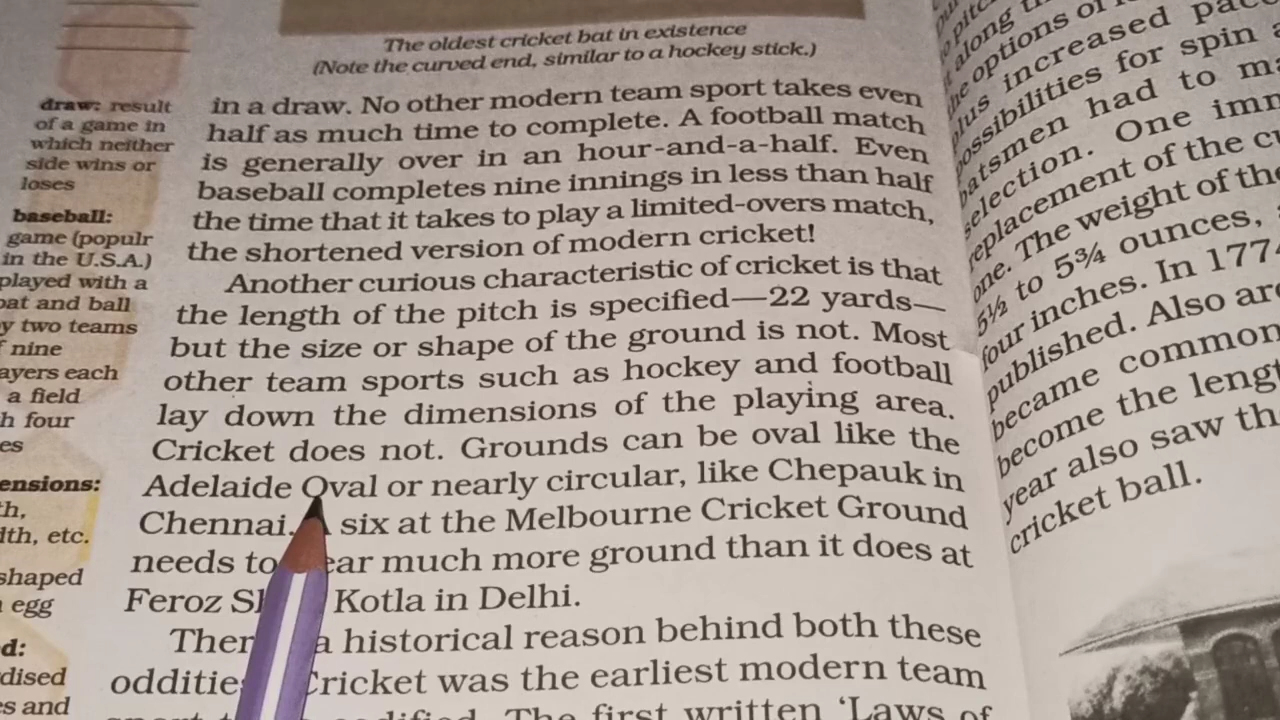 The oldest cricket bat in existence
(Note the curved end, similar to a hockey stick.)
draw: result
of a game in
which neither
side wins or
loses
baseball:
game (populr
in the U.S.A.)
played with a
bat and ball
two teams
nine
each
a field
four
shaped
egg
etc.
in a draw. No other modern team sport takes even
half as much time to complete. A football match
is generally over in an hour-and-a-half. Even
baseball completes nine innings in less than half
the time that it takes to play a limited-overs match,
the shortened version of modern cricket!
Another curious characteristic of cricket is that
the length of the pitch is specified—22 yards—
but the size or shape of the ground is not. Most
other team sports such as hockey and football
lay down the dimensions of the playing area.
Cricket does not. Grounds can be oval like the
Adelaide Oval or nearly circular, like Chepauk in
Chennai. six at the Melbourne Cricket Ground
needs to much more ground than it does at
Feroz Kotla in Delhi.
a historical reason behind both these
Cricket was the earliest modern team
The first written ‘Laws of
along
options of
plus increased
possibilities for spin
batsmen had to
selection. One
replacement of the
one. The weight of the
5½ to 5¾ ounces,
four inches. In 1774
published. Also
became common
become the
year also saw
cricket ball.